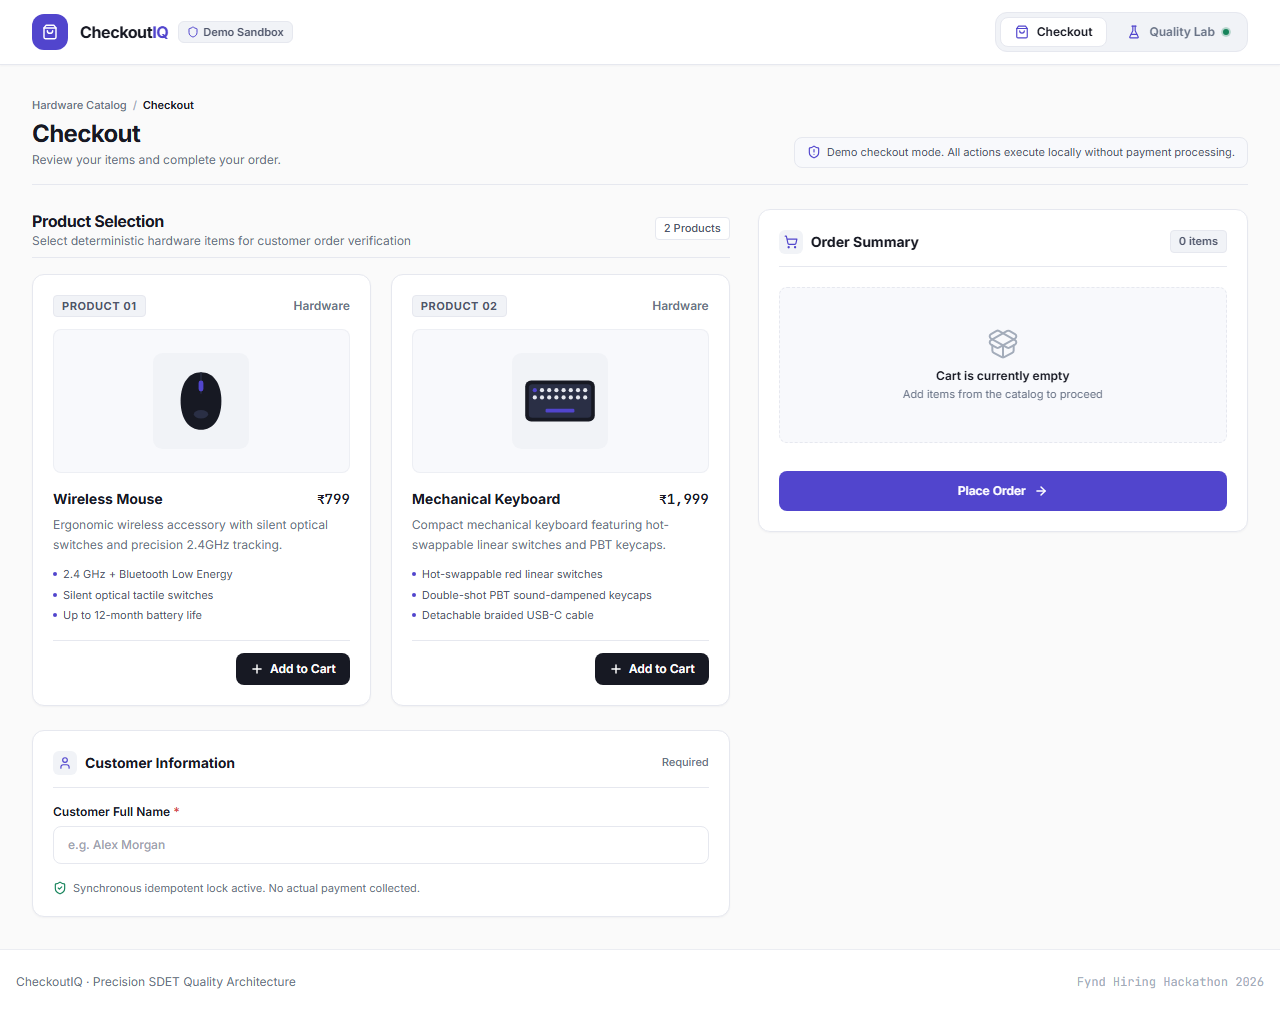 CheckoutIQ
Demo Sandbox
Checkout
Quality Lab
Hardware Catalog / Checkout
Checkout
Review your items and complete your order.
Demo checkout mode. All actions execute locally without payment processing.
Product Selection
Select deterministic hardware items for customer order verification
2 Products
PRODUCT 01
Hardware
Wireless Mouse
₹799
Ergonomic wireless accessory with silent optical
switches and precision 2.4GHz tracking.
2.4 GHz + Bluetooth Low Energy
Silent optical tactile switches
Up to 12-month battery life
Add to Cart
PRODUCT 02
Hardware
Mechanical Keyboard
₹1,999
Compact mechanical keyboard featuring hot-
swappable linear switches and PBT keycaps.
Hot-swappable red linear switches
Double-shot PBT sound-dampened keycaps
Detachable braided USB-C cable
Add to Cart
Customer Information
Required
Customer Full Name *
e.g. Alex Morgan
Synchronous idempotent lock active. No actual payment collected.
Order Summary
0 items
Cart is currently empty
Add items from the catalog to proceed
Place Order
CheckoutIQ · Precision SDET Quality Architecture
Fynd Hiring Hackathon 2026